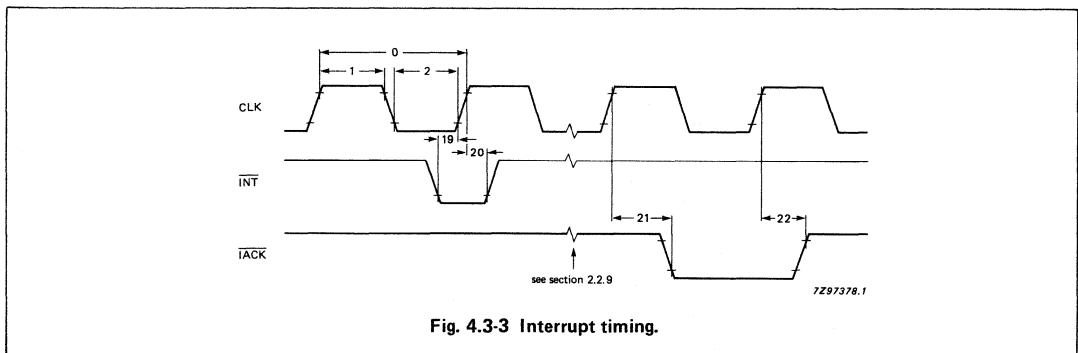 0
1
2
CLK
19
20
INT
21
22
IACK
see section 2.2.9
7Z97378.1
Fig. 4.3-3 Interrupt timing.